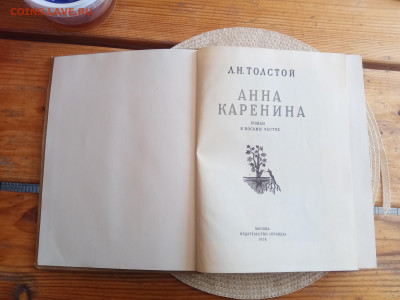 COINSLAVE.RU
Л.Н.ТОЛСТОЙ
АННА
КАРЕНИНА
РОМАН
В ВОСЬМИ ЧАСТЯХ
МОСКВА
ИЗДАТЕЛЬСТВО «ПРАВДА»